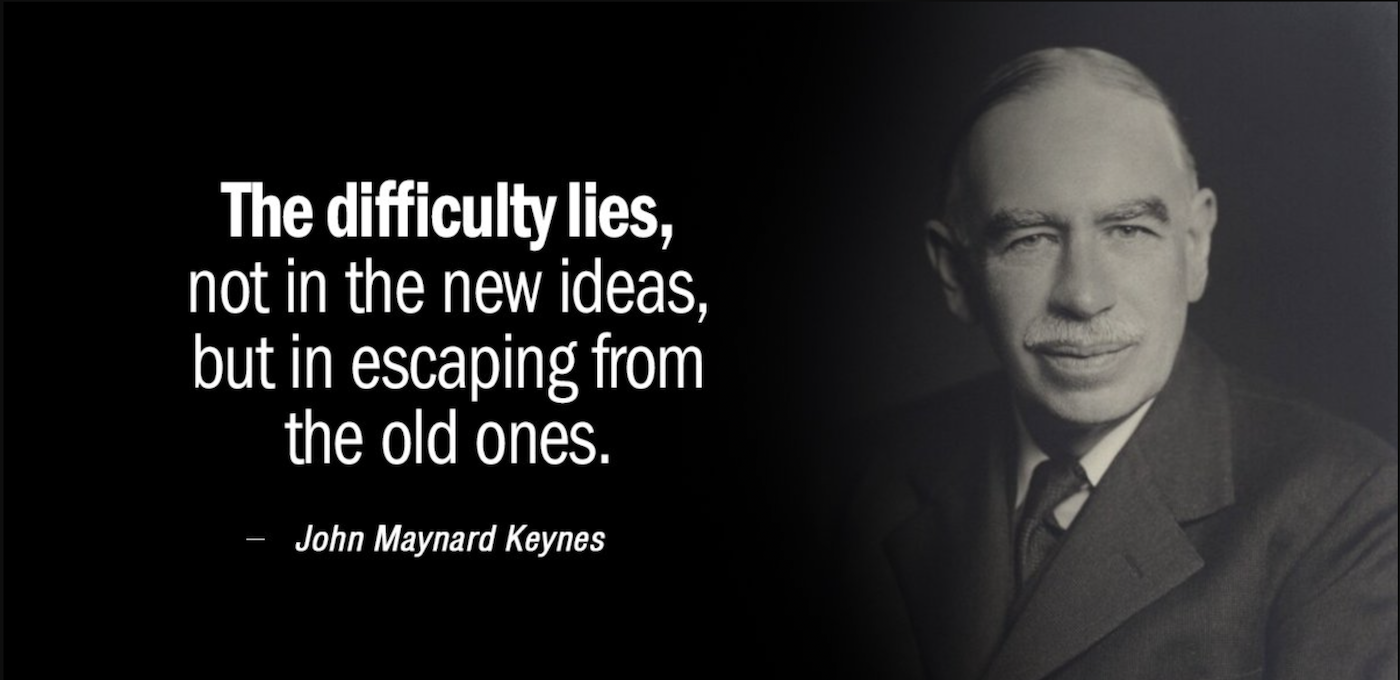 The difficulty lies,
not in the new ideas,
but in escaping from
the old ones.
– John Maynard Keynes